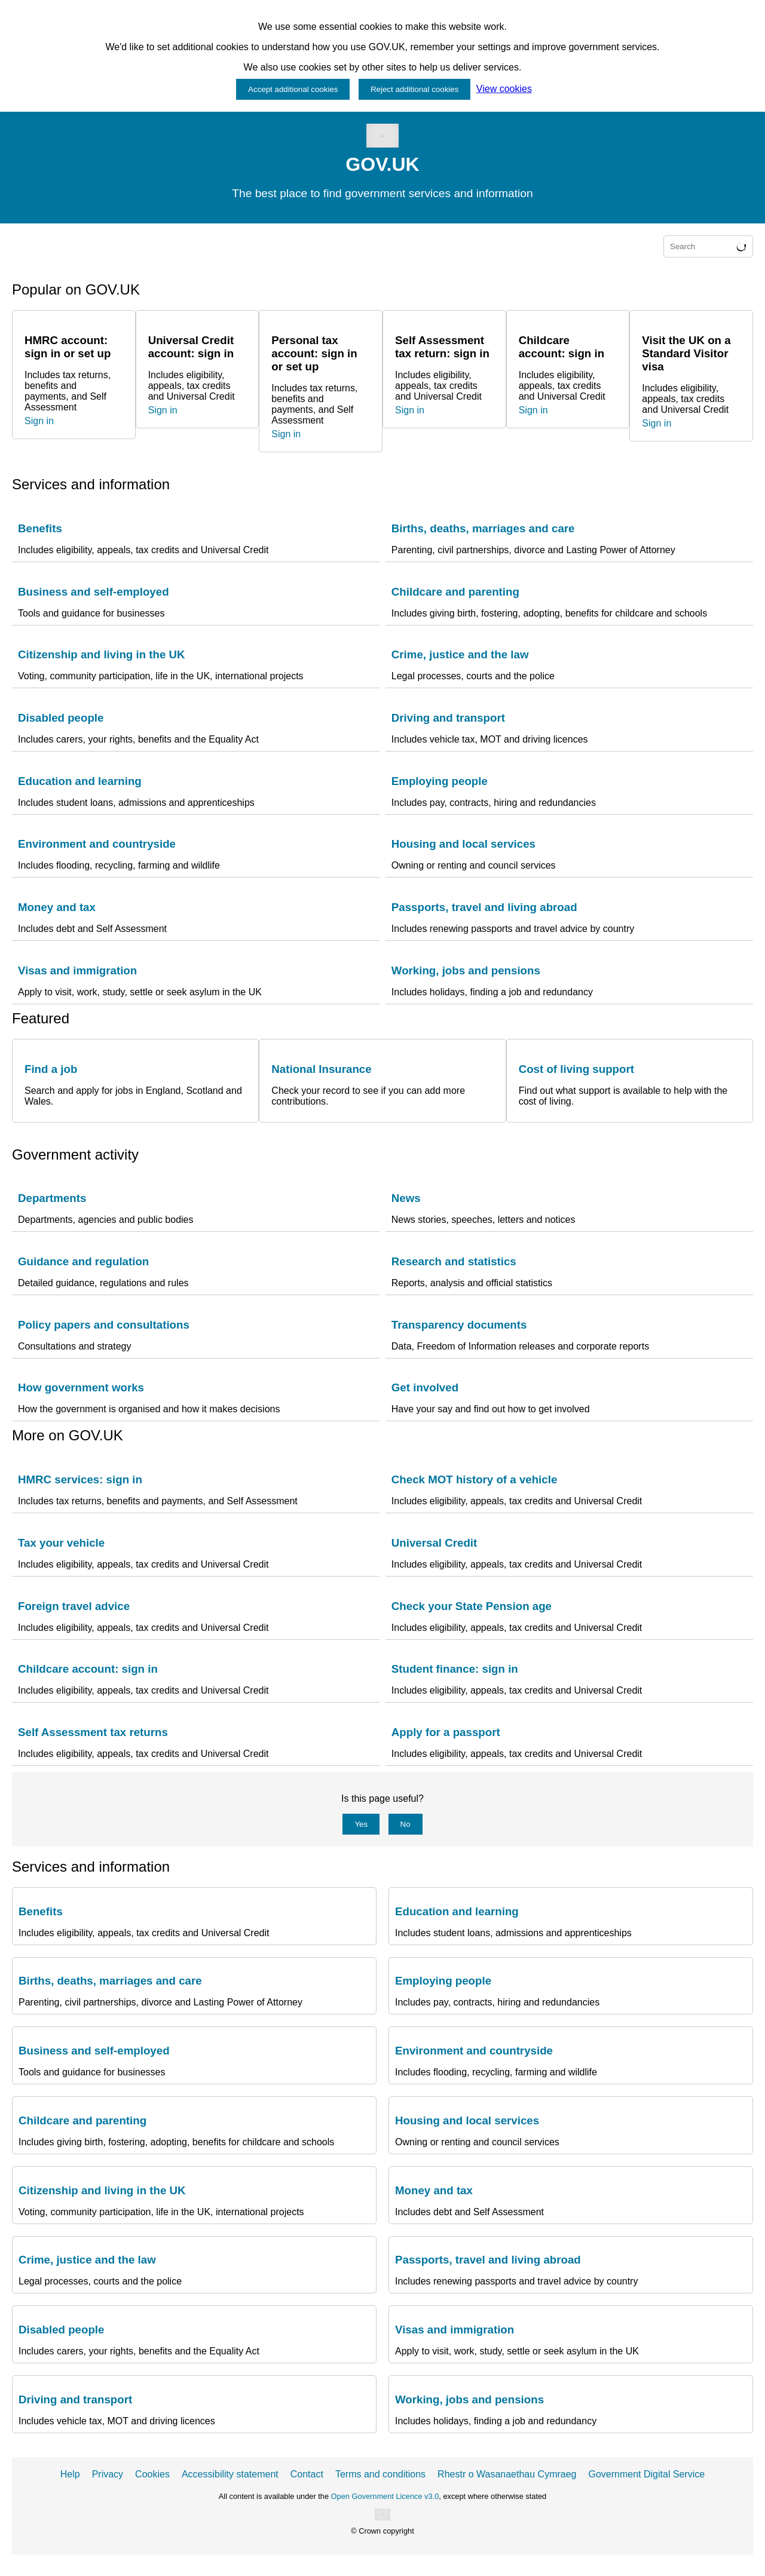 We use some essential cookies to make this website work.
We'd like to set additional cookies to understand how you use GOV.UK, remember your settings and improve government services.
We also use cookies set by other sites to help us deliver services.
Accept additional cookies
Reject additional cookies
View cookies
GOV.UK
The best place to find government services and information
Search
Popular on GOV.UK
HMRC account:
sign in or set up
Includes tax returns,
benefits and
payments, and Self
Assessment
Sign in
Universal Credit
account: sign in
Includes eligibility,
appeals, tax credits
and Universal Credit
Sign in
Personal tax
account: sign in
or set up
Includes tax returns,
benefits and
payments, and Self
Assessment
Sign in
Self Assessment
tax return: sign in
Includes eligibility,
appeals, tax credits
and Universal Credit
Sign in
Childcare
account: sign in
Includes eligibility,
appeals, tax credits
and Universal Credit
Sign in
Visit the UK on a
Standard Visitor
visa
Includes eligibility,
appeals, tax credits
and Universal Credit
Sign in
Services and information
Benefits
Includes eligibility, appeals, tax credits and Universal Credit
Births, deaths, marriages and care
Parenting, civil partnerships, divorce and Lasting Power of Attorney
Business and self-employed
Tools and guidance for businesses
Childcare and parenting
Includes giving birth, fostering, adopting, benefits for childcare and schools
Citizenship and living in the UK
Voting, community participation, life in the UK, international projects
Crime, justice and the law
Legal processes, courts and the police
Disabled people
Includes carers, your rights, benefits and the Equality Act
Driving and transport
Includes vehicle tax, MOT and driving licences
Education and learning
Includes student loans, admissions and apprenticeships
Employing people
Includes pay, contracts, hiring and redundancies
Environment and countryside
Includes flooding, recycling, farming and wildlife
Housing and local services
Owning or renting and council services
Money and tax
Includes debt and Self Assessment
Passports, travel and living abroad
Includes renewing passports and travel advice by country
Visas and immigration
Apply to visit, work, study, settle or seek asylum in the UK
Working, jobs and pensions
Includes holidays, finding a job and redundancy
Featured
Find a job
Search and apply for jobs in England, Scotland and
Wales.
National Insurance
Check your record to see if you can add more
contributions.
Cost of living support
Find out what support is available to help with the
cost of living.
Government activity
Departments
Departments, agencies and public bodies
News
News stories, speeches, letters and notices
Guidance and regulation
Detailed guidance, regulations and rules
Research and statistics
Reports, analysis and official statistics
Policy papers and consultations
Consultations and strategy
Transparency documents
Data, Freedom of Information releases and corporate reports
How government works
How the government is organised and how it makes decisions
Get involved
Have your say and find out how to get involved
More on GOV.UK
HMRC services: sign in
Includes tax returns, benefits and payments, and Self Assessment
Check MOT history of a vehicle
Includes eligibility, appeals, tax credits and Universal Credit
Tax your vehicle
Includes eligibility, appeals, tax credits and Universal Credit
Universal Credit
Includes eligibility, appeals, tax credits and Universal Credit
Foreign travel advice
Includes eligibility, appeals, tax credits and Universal Credit
Check your State Pension age
Includes eligibility, appeals, tax credits and Universal Credit
Childcare account: sign in
Includes eligibility, appeals, tax credits and Universal Credit
Student finance: sign in
Includes eligibility, appeals, tax credits and Universal Credit
Self Assessment tax returns
Includes eligibility, appeals, tax credits and Universal Credit
Apply for a passport
Includes eligibility, appeals, tax credits and Universal Credit
Is this page useful?
Yes
No
Services and information
Benefits
Includes eligibility, appeals, tax credits and Universal Credit
Education and learning
Includes student loans, admissions and apprenticeships
Births, deaths, marriages and care
Parenting, civil partnerships, divorce and Lasting Power of Attorney
Employing people
Includes pay, contracts, hiring and redundancies
Business and self-employed
Tools and guidance for businesses
Environment and countryside
Includes flooding, recycling, farming and wildlife
Childcare and parenting
Includes giving birth, fostering, adopting, benefits for childcare and schools
Housing and local services
Owning or renting and council services
Citizenship and living in the UK
Voting, community participation, life in the UK, international projects
Money and tax
Includes debt and Self Assessment
Crime, justice and the law
Legal processes, courts and the police
Passports, travel and living abroad
Includes renewing passports and travel advice by country
Disabled people
Includes carers, your rights, benefits and the Equality Act
Visas and immigration
Apply to visit, work, study, settle or seek asylum in the UK
Driving and transport
Includes vehicle tax, MOT and driving licences
Working, jobs and pensions
Includes holidays, finding a job and redundancy
Help Privacy Cookies Accessibility statement Contact Terms and conditions Rhestr o Wasanaethau Cymraeg Government Digital Service
All content is available under the Open Government Licence v3.0, except where otherwise stated
© Crown copyright